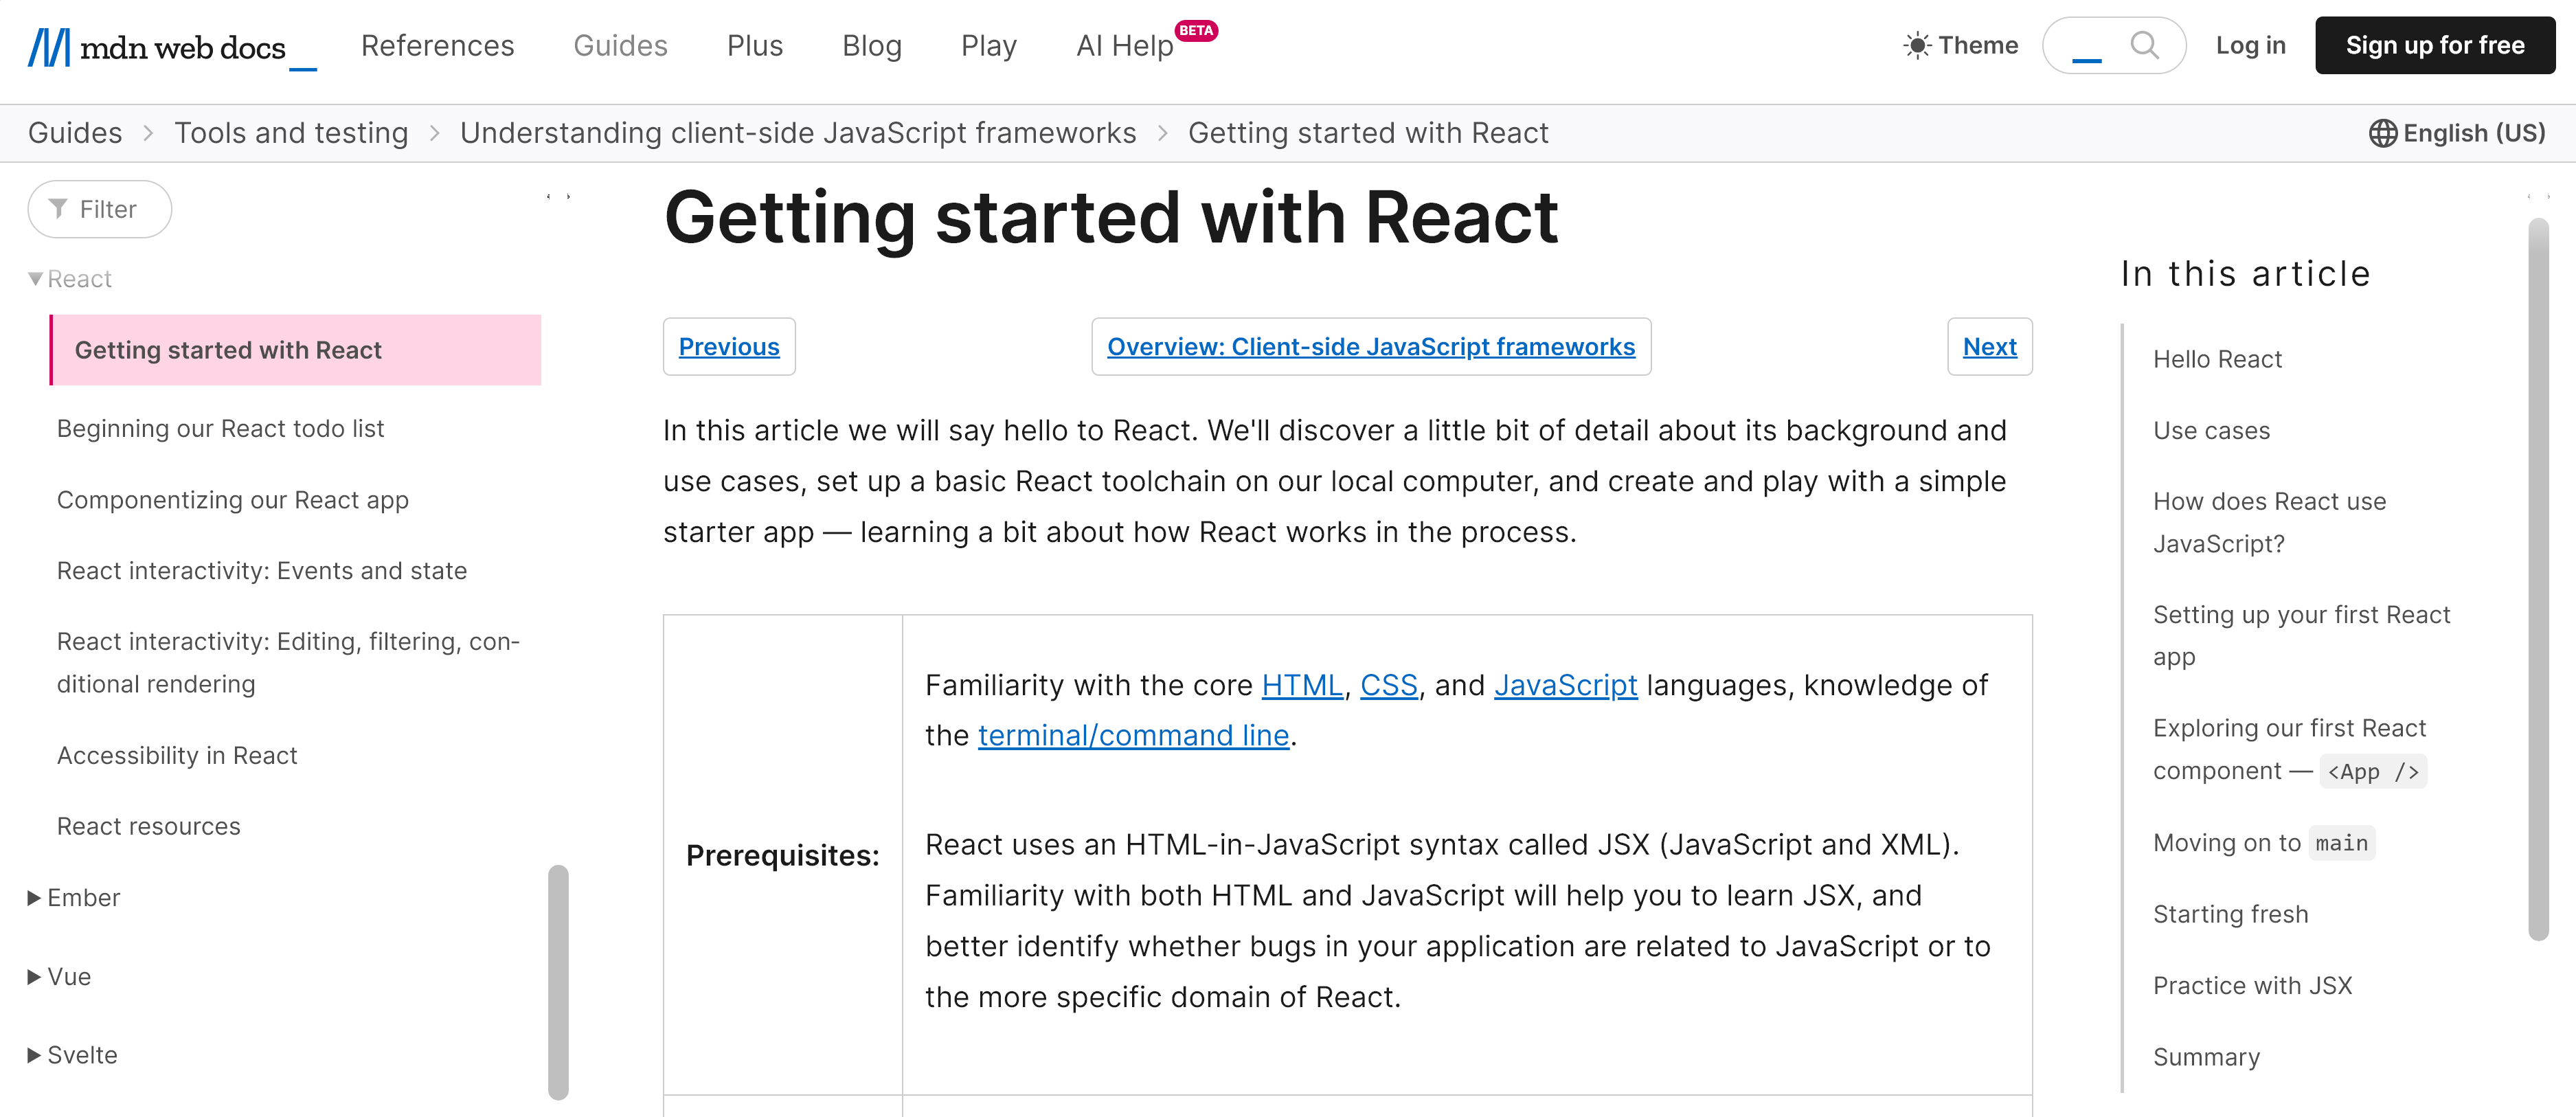 mdn web docs_
References
Guides
Plus
Blog
Play
AI Help
BETA
Theme
Log in
Sign up for free
Guides
Tools and testing
Understanding client-side JavaScript frameworks
Getting started with React
English (US)
Filter
React
Getting started with React
Beginning our React todo list
Componentizing our React app
React interactivity: Events and state
React interactivity: Editing, filtering, con-
ditional rendering
Accessibility in React
React resources
Ember
Vue
Svelte
Getting started with React
Previous
Overview: Client-side JavaScript frameworks
Next
In this article we will say hello to React. We'll discover a little bit of detail about its background and
use cases, set up a basic React toolchain on our local computer, and create and play with a simple
starter app — learning a bit about how React works in the process.
Prerequisites:
Familiarity with the core HTML, CSS, and JavaScript languages, knowledge of
the terminal/command line.
React uses an HTML-in-JavaScript syntax called JSX (JavaScript and XML).
Familiarity with both HTML and JavaScript will help you to learn JSX, and
better identify whether bugs in your application are related to JavaScript or to
the more specific domain of React.
In this article
Hello React
Use cases
How does React use
JavaScript?
Setting up your first React
app
Exploring our first React
component — <App />
Moving on to main
Starting fresh
Practice with JSX
Summary